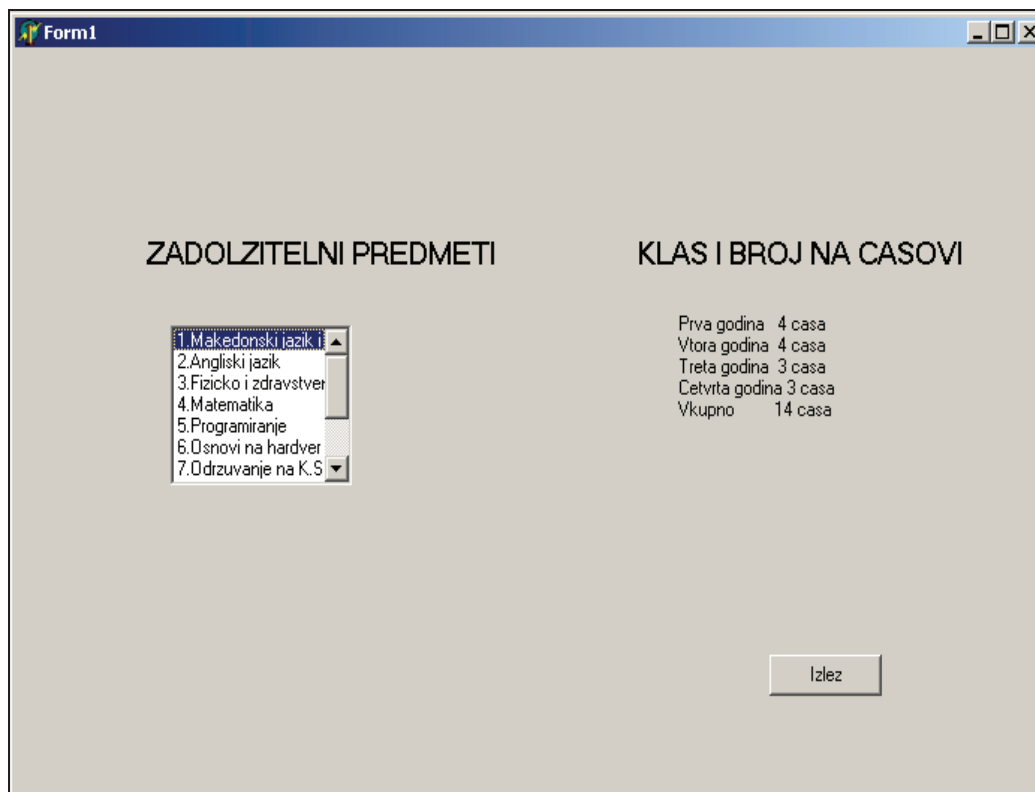 Form1
ZADOLZITELNI PREDMETI
KLAS I BROJ NA CASOVI
1.Makedonski jazik i
2.Angliski jazik
3.Fizicko i zdravstver
4.Matematika
5.Programiranje
6.Osnovi na hardver
7.Odrzuvanje na K.S
Prva godina 4 casa
Vtora godina 4 casa
Treta godina 3 casa
Cetvrta godina 3 casa
Vkupno 14 casa
Izlez